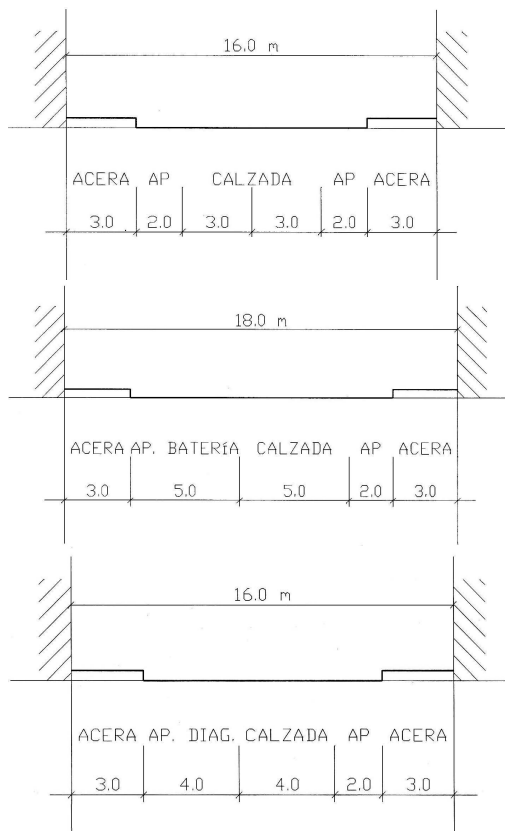 16.0 m
ACERA AP CALZADA AP ACERA
3.0 2.0 3.0 3.0 2.0 3.0
18.0 m
ACERA AP. BATERÍA CALZADA AP ACERA
3.0 5.0 5.0 2.0 3.0
16.0 m
ACERA AP. DIAG. CALZADA AP ACERA
3.0 4.0 4.0 2.0 3.0